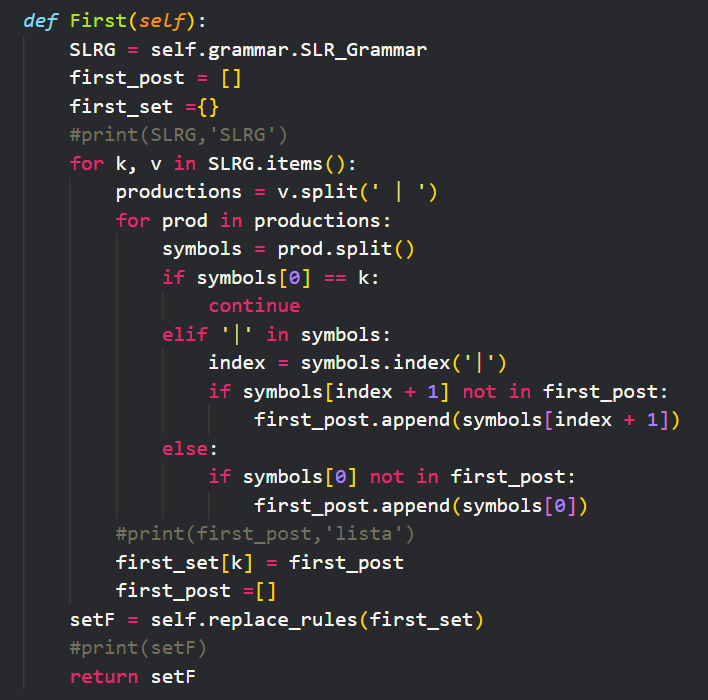 def First(self):
    SLRG = self.grammar.SLR_Grammar
    first_post = []
    first_set ={}
    #print(SLRG,'SLRG')
    for k, v in SLRG.items():
        productions = v.split(' | ')
        for prod in productions:
            symbols = prod.split()
            if symbols[0] == k:
                continue
            elif '|' in symbols:
                index = symbols.index('|')
                if symbols[index + 1] not in first_post:
                    first_post.append(symbols[index + 1])
            else:
                if symbols[0] not in first_post:
                    first_post.append(symbols[0])
        #print(first_post,'lista')
        first_set[k] = first_post
        first_post =[]
    setF = self.replace_rules(first_set)
    #print(setF)
    return setF